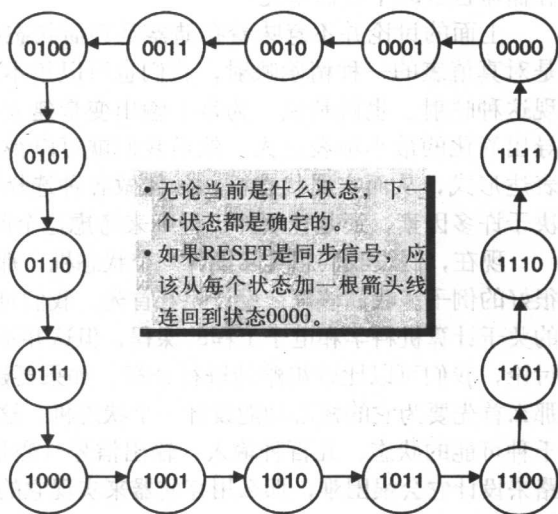 0100 0011 0010 0001 0000
0101 1111
• 无论当前是什么状态，下一
个状态都是确定的。
• 如果RESET是同步信号，应
该从每个状态加一根箭头线
连回到状态0000。
0110 1110
0111 1101
1000 1001 1010 1011 1100